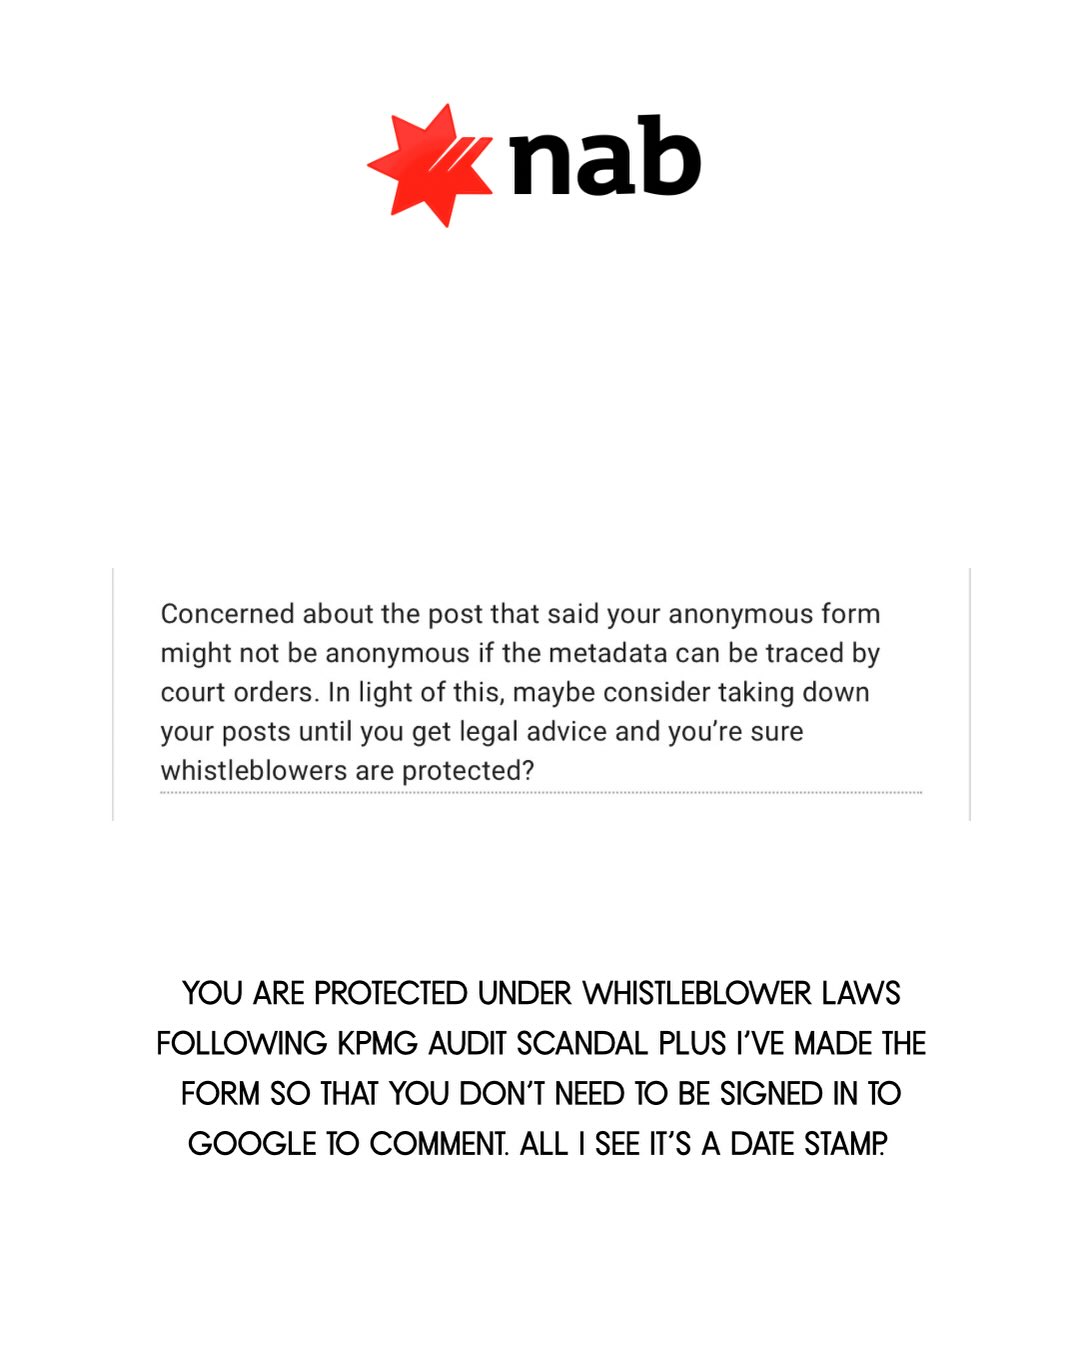 nab
Concerned about the post that said your anonymous form
might not be anonymous if the metadata can be traced by
court orders. In light of this, maybe consider taking down
your posts until you get legal advice and you’re sure
whistleblowers are protected?
YOU ARE PROTECTED UNDER WHISTLEBLOWER LAWS
FOLLOWING KPMG AUDIT SCANDAL PLUS I’VE MADE THE
FORM SO THAT YOU DON’T NEED TO BE SIGNED IN TO
GOOGLE TO COMMENT. ALL I SEE IT’S A DATE STAMP.